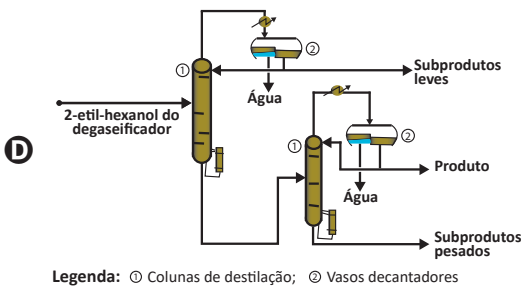 ②
①
Subprodutos
leves
Água
2-etil-hexanol do
degaseificador
D
②
①
Produto
Água
Subprodutos
pesados
Legenda: ① Colunas de destilação; ② Vasos decantadores